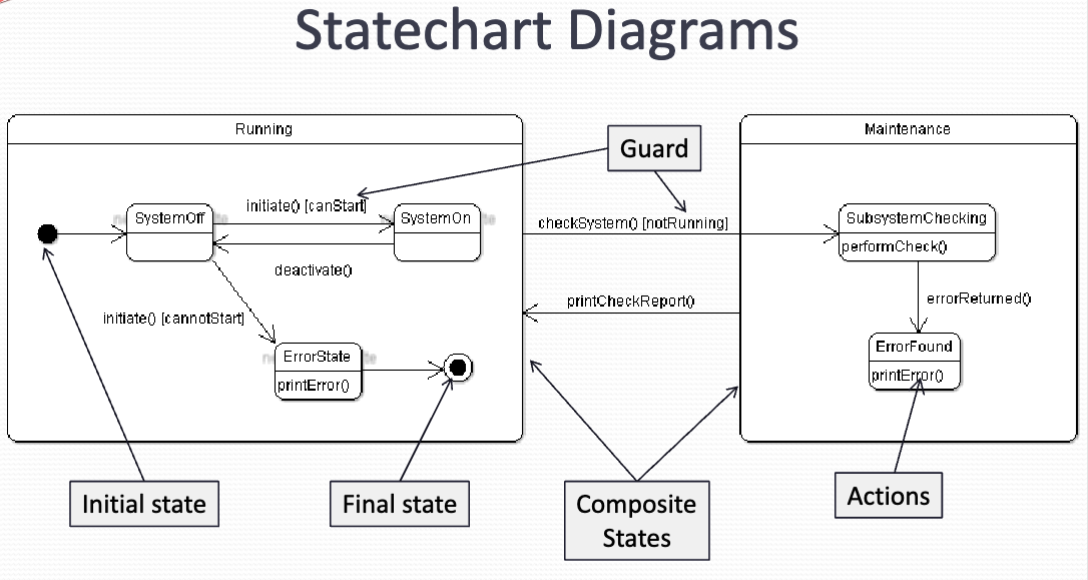 Statechart Diagrams
Running
Maintenance
Guard
initiate() [canStart]
SystemOff
SystemOn
checkSystem() [notRunning]
SubsystemChecking
performCheck()
deactivate()
printCheckReport()
errorReturned()
initiate() [cannotStart]
ErrorState
printError()
ErrorFound
printError()
Initial state
Final state
Composite
States
Actions